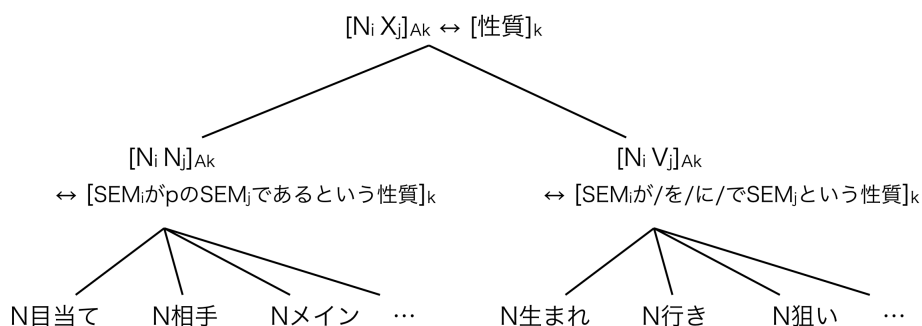 [Ni Xj]Ak ↔ [性質]k
[Ni Nj]Ak [Ni Vj]Ak
↔ [SEMiがpのSEMjであるという性質]k ↔ [SEMiが/を/に/でSEMjという性質]k
N目当て N相手 Nメイン … N生まれ N行き N狙い …